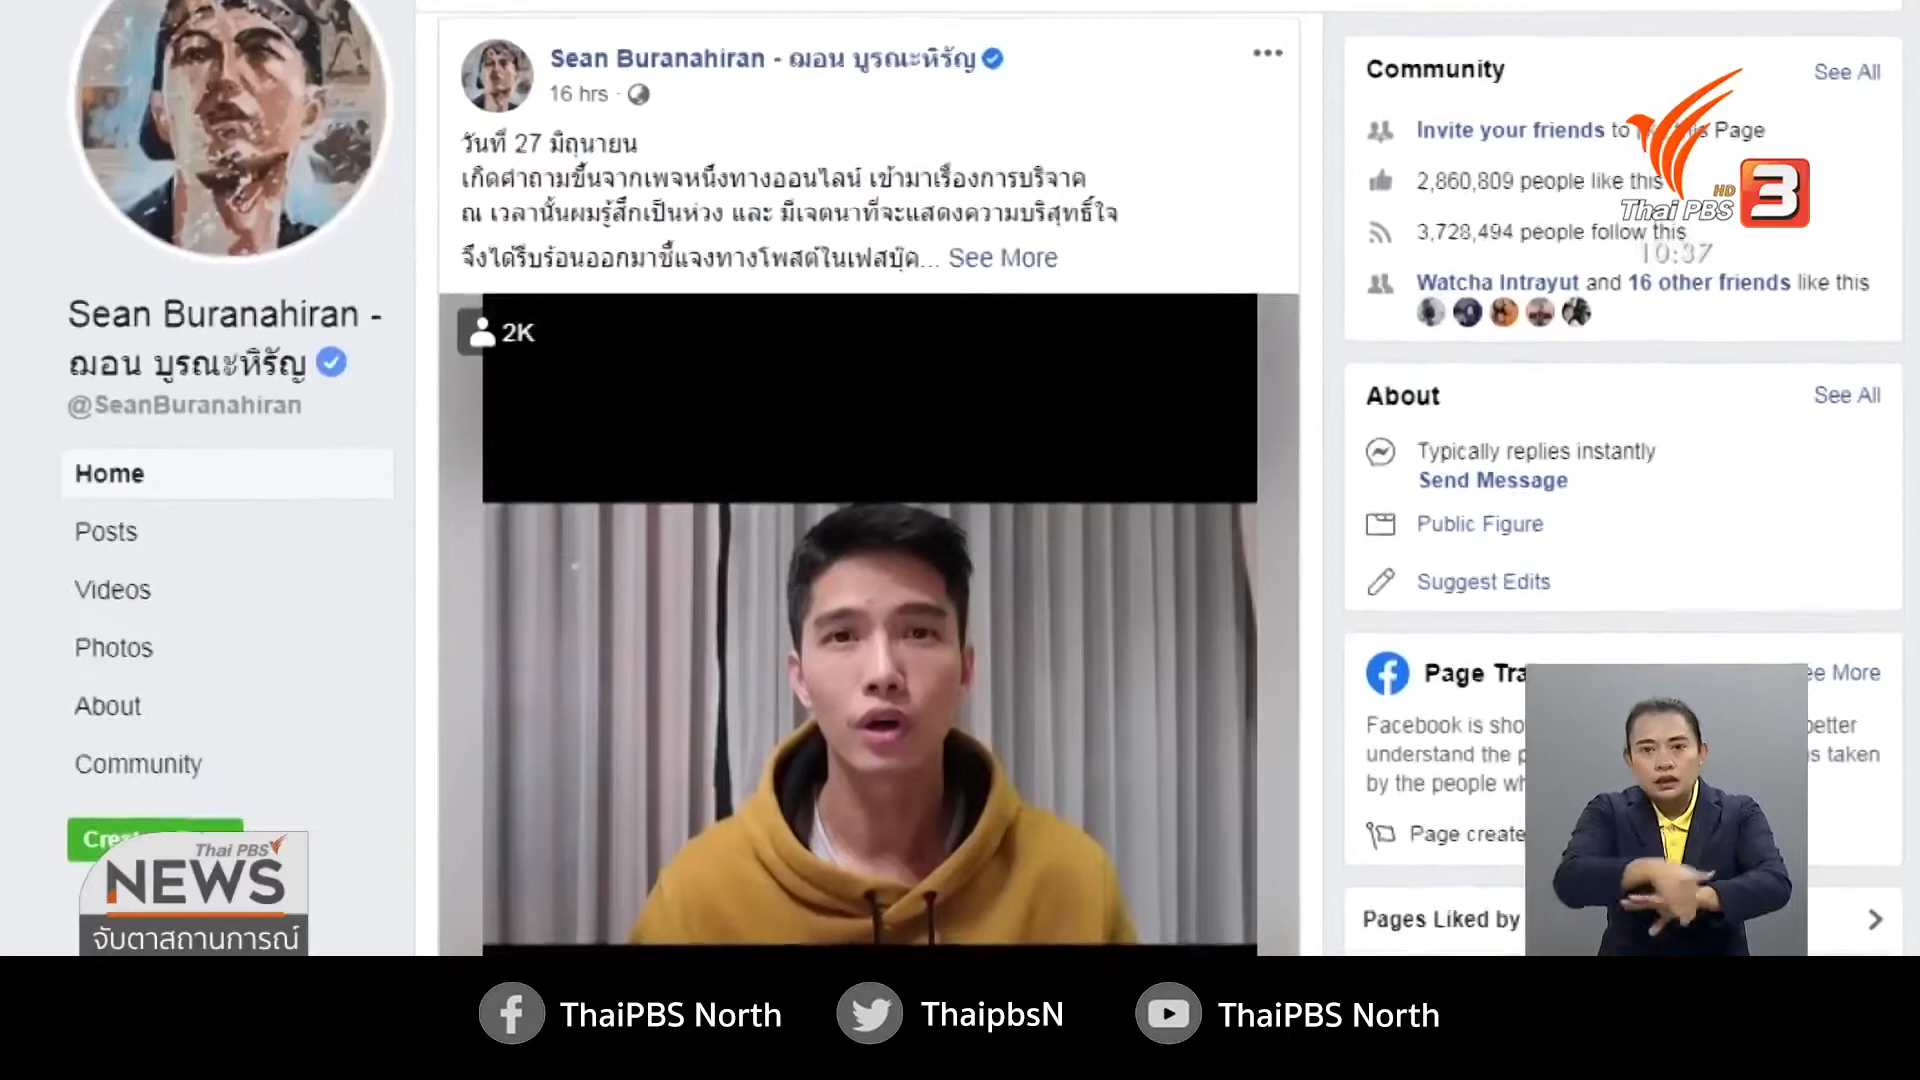 Sean Buranahiran -
ฌอน บูรณะหิรัญ
@SeanBuranahiran
Home
Posts
Videos
Photos
About
Community
Sean Buranahiran - ฌอน บูรณะหิรัญ
16 hrs ·
วันที่ 27 มิถุนายน
เกิดคำถามขึ้นจากเพจหนึ่งทางออนไลน์ เข้ามาเรื่องการบริจาค
ณ เวลานั้นผมรู้สึกเป็นห่วง และ มีเจตนาที่จะแสดงความบริสุทธิ์ใจ
จึงได้รีบร้อนออกมาชี้แจงทางโพสต์ในเฟสบุ๊ค... See More
2K
Community See All
Invite your friends to this Page
2,860,809 people like this
3,728,494 people follow this
Watcha Intrayut and 16 other friends like this
HD
Thai PBS 3
10:37
About See All
Typically replies instantly
Send Message
Public Figure
Suggest Edits
Page More
Facebook is better
understand the taken
by the people
Page
Pages Liked by
Thai PBS
NEWS
จับตาสถานการณ์
ThaiPBS North
ThaipbsN
ThaiPBS North